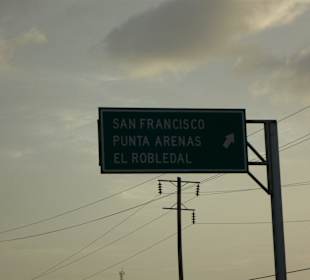 SAN FRANCISCO
PUNTA ARENAS
EL ROBLEDAL